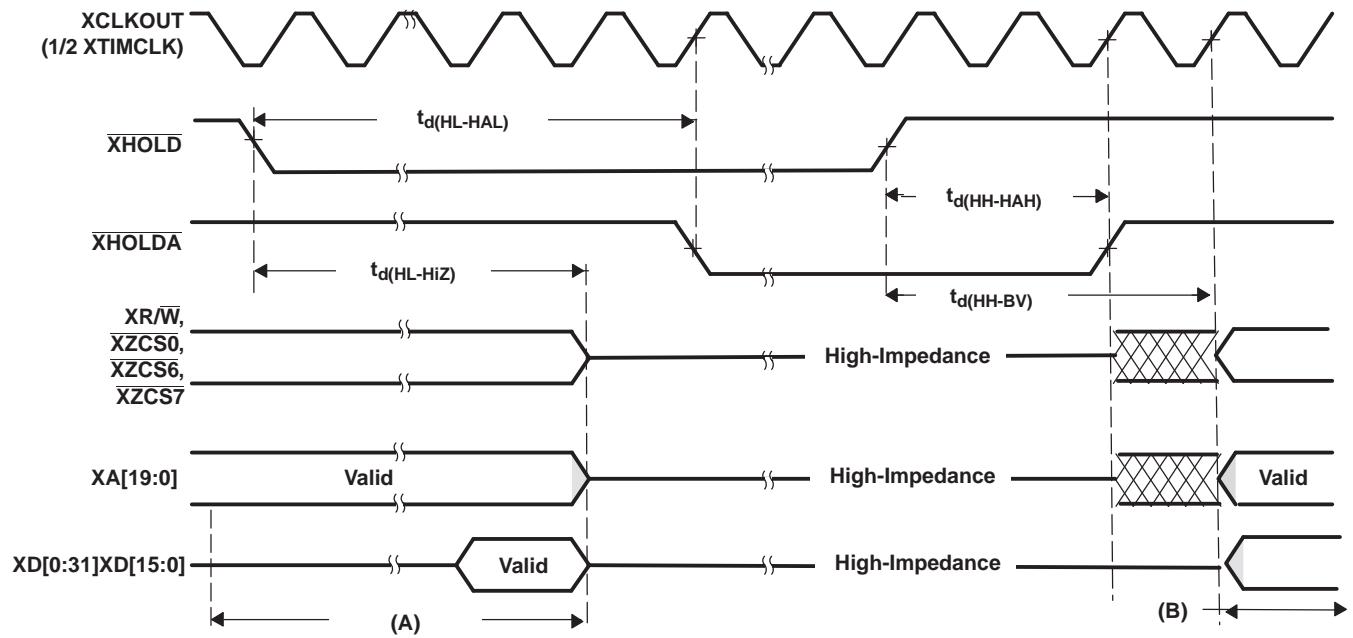 XCLKOUT
(1/2 XTIMCLK)
td(HL-HAL)
XHOLD
td(HH-HAH)
XHOLDA
td(HL-HiZ)
td(HH-BV)
XR/W,
XZCS0,
XZCS6,
XZCS7
High-Impedance
XA[19:0]
Valid
High-Impedance
Valid
XD[0:31]XD[15:0]
Valid
High-Impedance
(A)
(B)